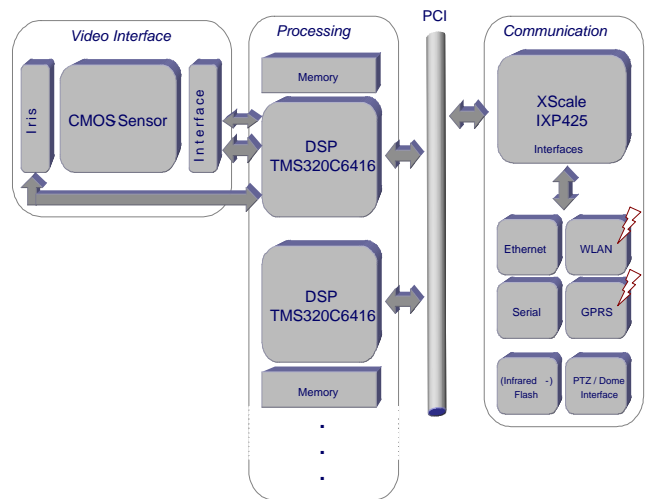 Video Interface
Iris
CMOS Sensor
Interface
Processing
Memory
DSP
TMS320C6416
DSP
TMS320C6416
Memory
.
.
.
PCI
Communication
XScale
IXP425
Interfaces
Ethernet
WLAN
Serial
GPRS
(Infrared -)
Flash
PTZ / Dome
Interface